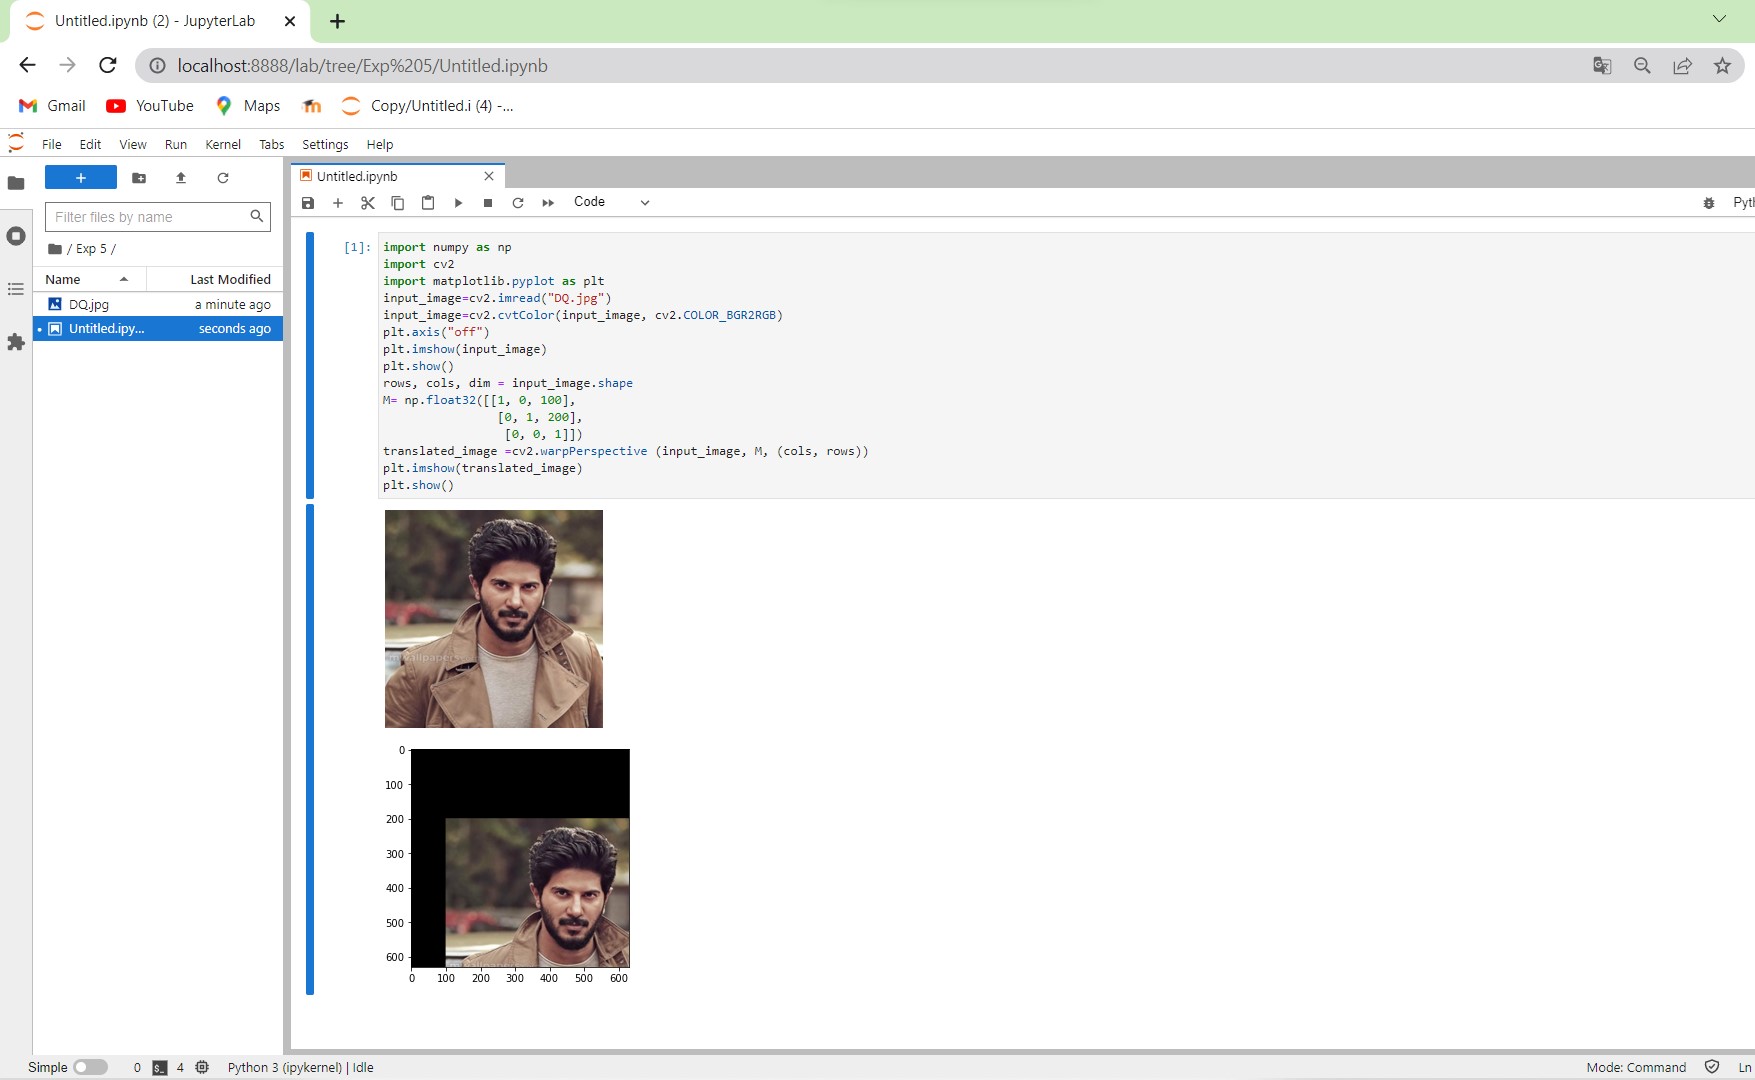 Untitled.ipynb (2) - JupyterLab
localhost:8888/lab/tree/Exp%205/Untitled.ipynb
Gmail YouTube Maps Copy/Untitled.i (4) -...
File Edit View Run Kernel Tabs Settings Help
Untitled.ipynb
Filter files by name
Code
Pyt
/ Exp 5 /
Name Last Modified
DQ.jpg a minute ago
Untitled.ipy... seconds ago
[1]:
import numpy as np
import cv2
import matplotlib.pyplot as plt
input_image=cv2.imread("DQ.jpg")
input_image=cv2.cvtColor(input_image, cv2.COLOR_BGR2RGB)
plt.axis("off")
plt.imshow(input_image)
plt.show()
rows, cols, dim = input_image.shape
M= np.float32([[1, 0, 100],
[0, 1, 200],
[0, 0, 1]])
translated_image =cv2.warpPerspective (input_image, M, (cols, rows))
plt.imshow(translated_image)
plt.show()
0
100
200
300
400
500
600
0 100 200 300 400 500 600
Simple 0 4 Python 3 (ipykernel) | Idle Mode: Command Ln